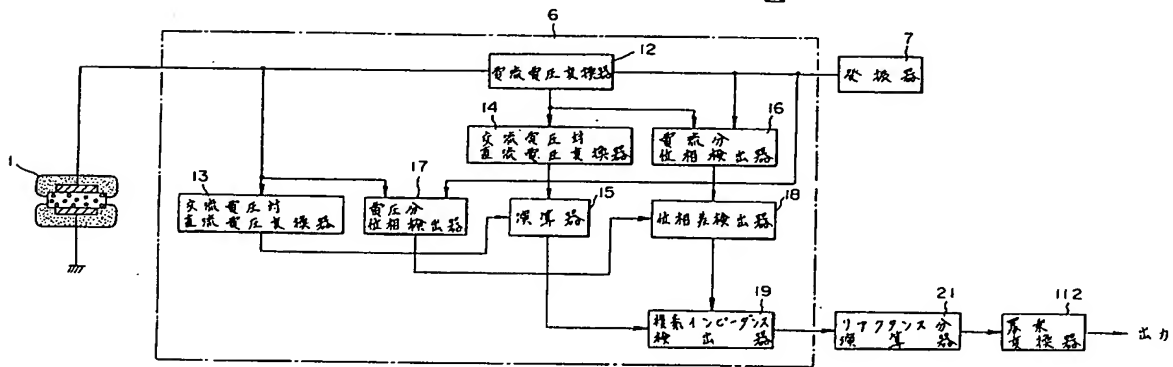 6
12
7
電流電圧変換器
発振器
14
16
交流電圧対
直流電圧変換器
電流分
位相検出器
1
13
17
15
18
交流電圧対
直流電圧変換器
電圧分
位相検出器
演算器
位相差検出器
19
21
112
複素インピーダンス
検出器
リアクタンス分
演算器
変換器
出力